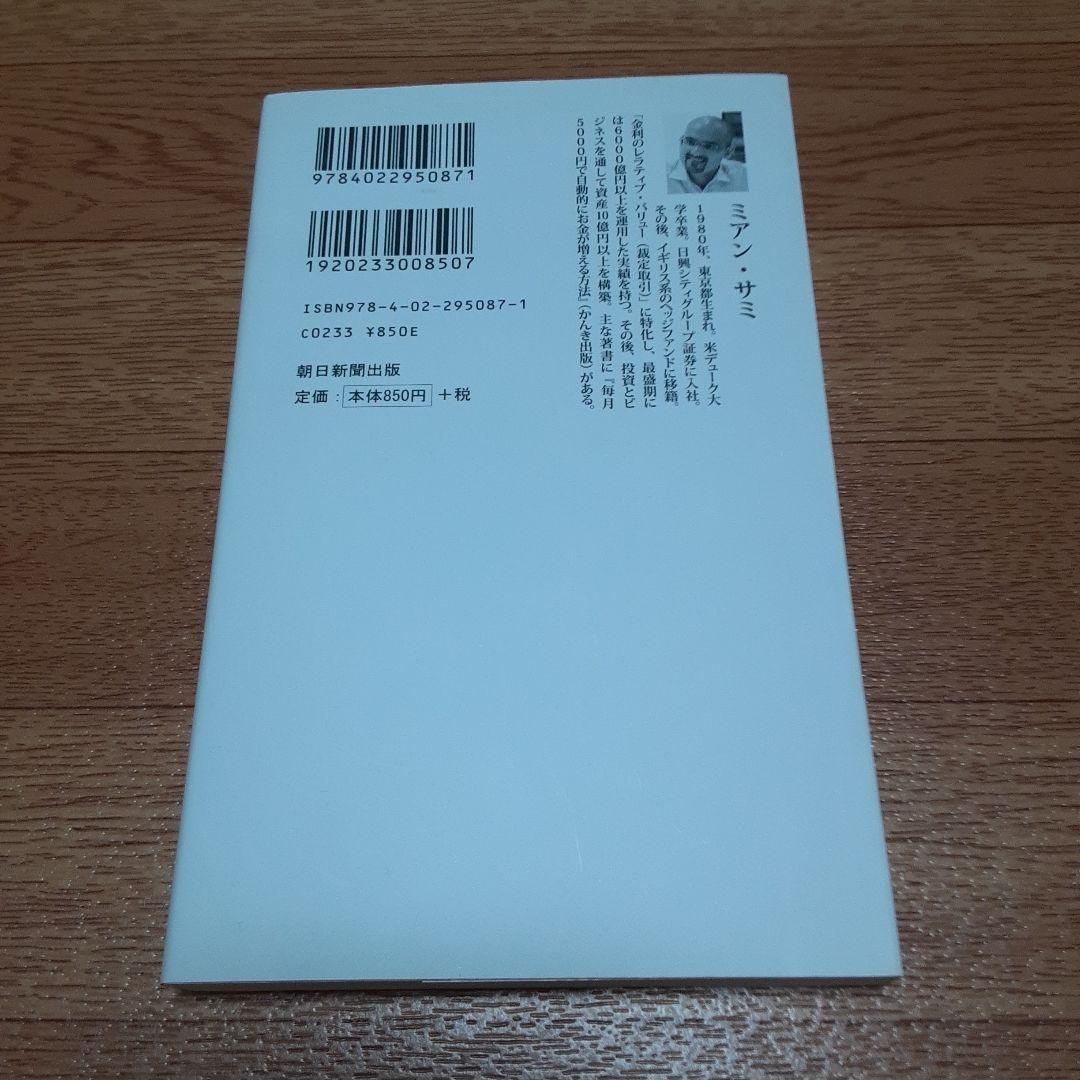 ミアン・サミ
1980年、東京都生まれ。米デューク大
学卒業。日興シティグループ証券に入社。
その後、イギリス系のヘッジファンドに移籍。
「金利のレラティブ・バリュー（裁定取引）」に特化し、最盛期に
は6000億円以上を運用した実績を持つ。その後、投資とビ
ジネスを通して資産10億円以上を構築。主な著書に『毎月
5000円で自動的にお金が増える方法』（かんき出版）がある。
9784022950871
1920233008507
ISBN978-4-02-295087-1
C0233 ¥850E
朝日新聞出版
定価：本体850円＋税